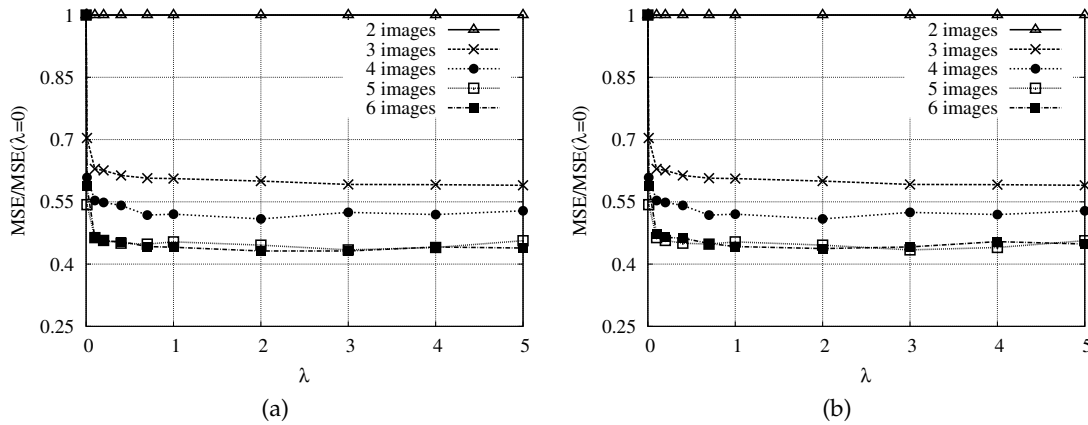 1
0.85
0.7
0.55
0.4
0.25
MSE/MSE(λ=0)
0 1 2 3 4 5
λ
2 images
3 images
4 images
5 images
6 images
(a)
1
0.85
0.7
0.55
0.4
0.25
MSE/MSE(λ=0)
0 1 2 3 4 5
λ
2 images
3 images
4 images
5 images
6 images
(b)